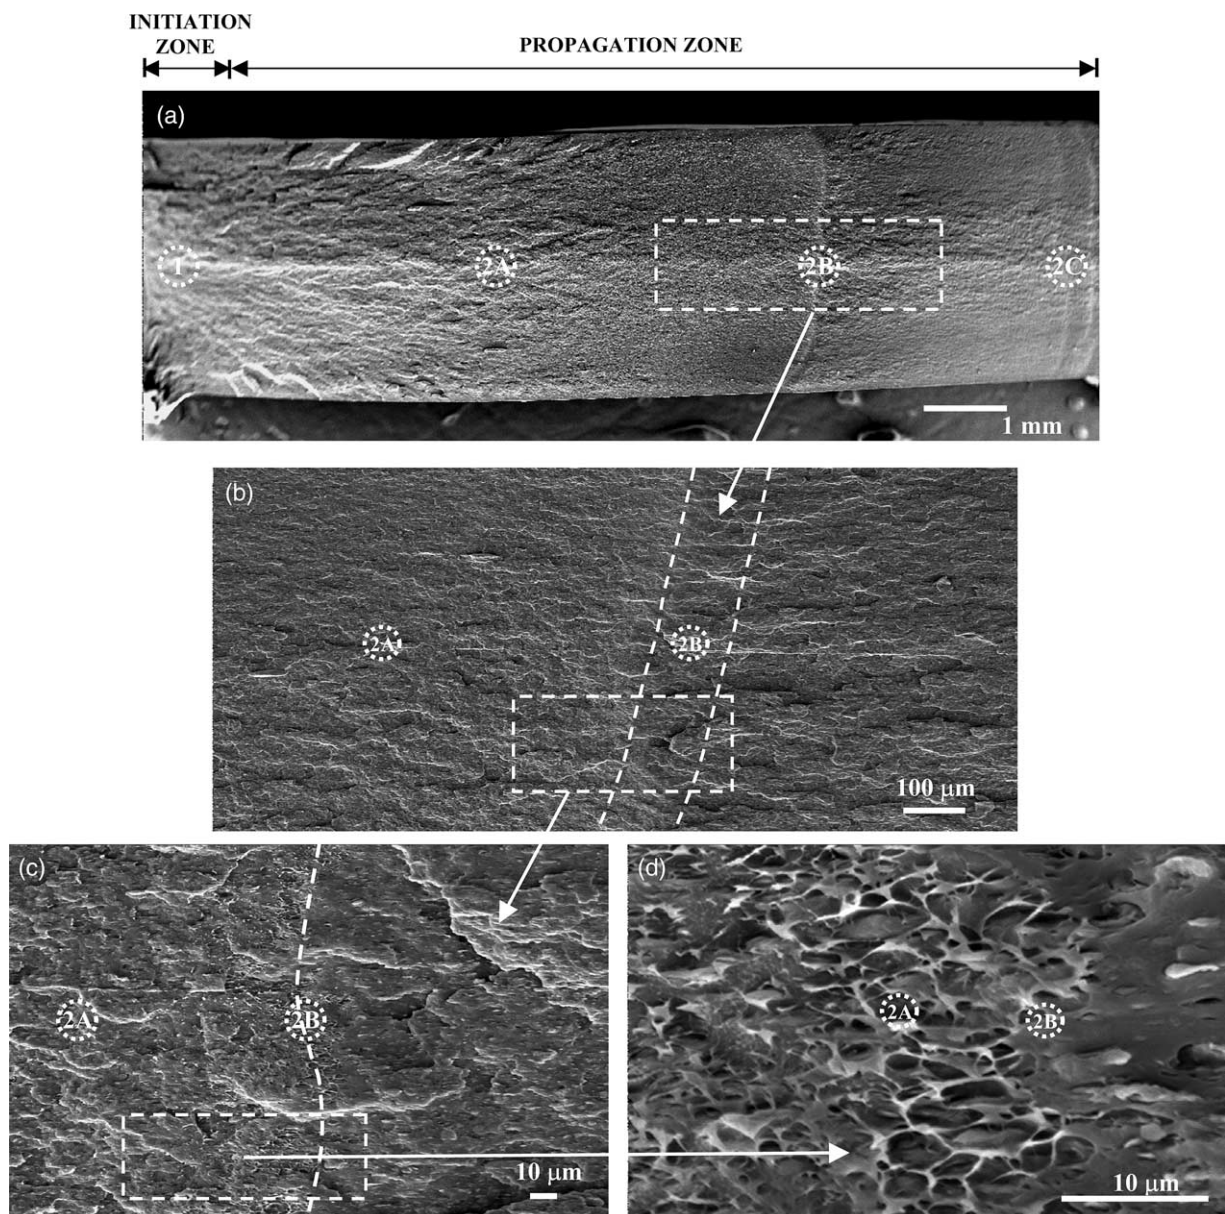 INITIATION
ZONE
PROPAGATION ZONE
(a)
1
2A
2B
2C
1 mm
(b)
2A
2B
100 μm
(c)
2A
2B
10 μm
(d)
2A
2B
10 μm